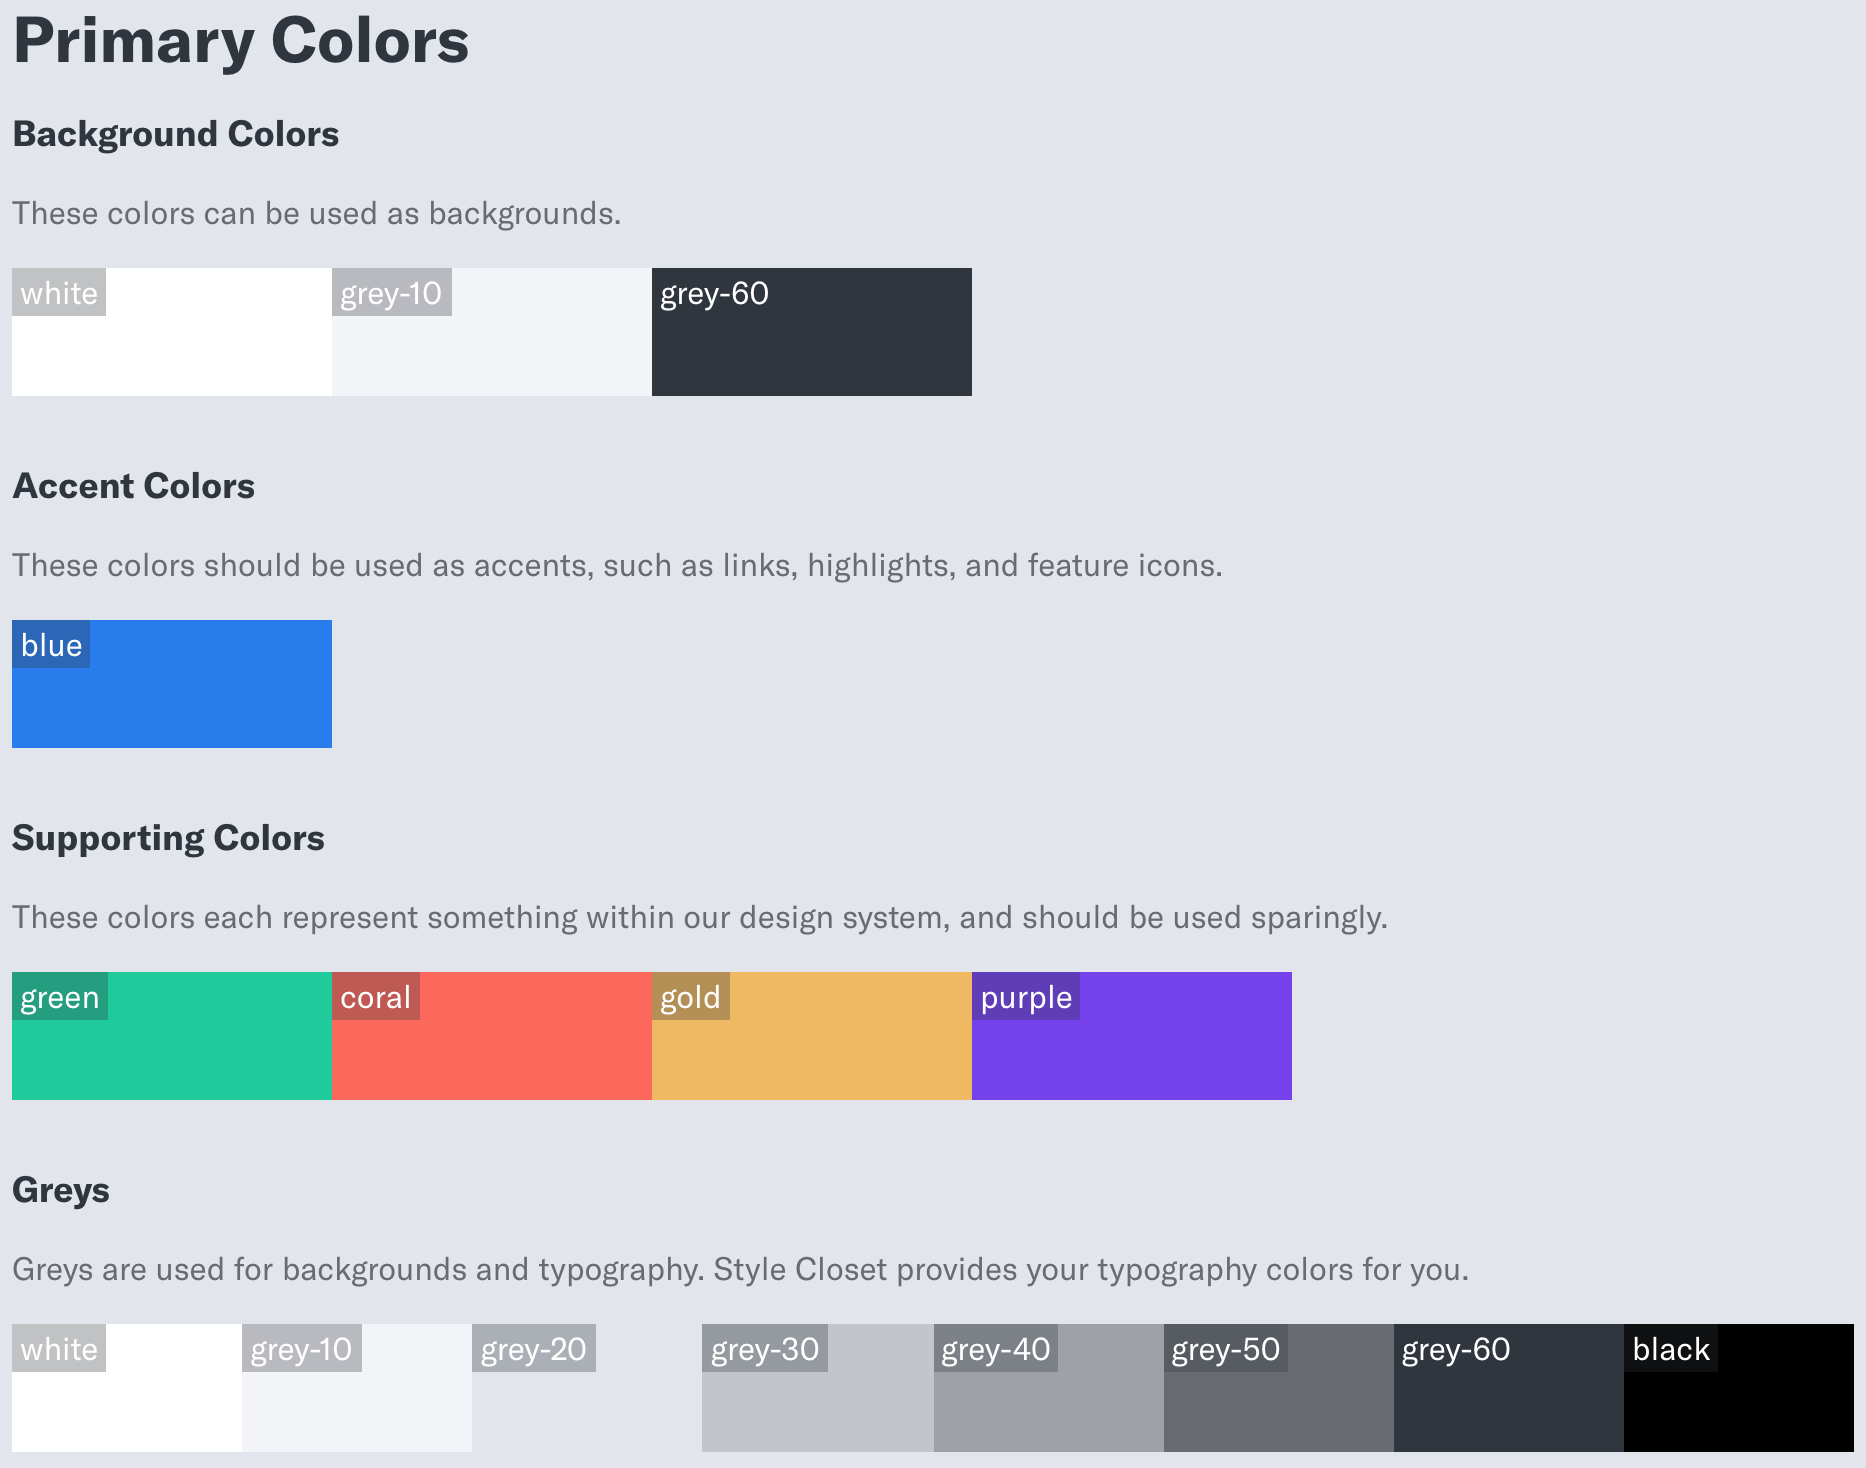 Primary Colors
Background Colors
These colors can be used as backgrounds.
white grey-10 grey-60
Accent Colors
These colors should be used as accents, such as links, highlights, and feature icons.
blue
Supporting Colors
These colors each represent something within our design system, and should be used sparingly.
green coral gold purple
Greys
Greys are used for backgrounds and typography. Style Closet provides your typography colors for you.
white grey-10 grey-20 grey-30 grey-40 grey-50 grey-60 black